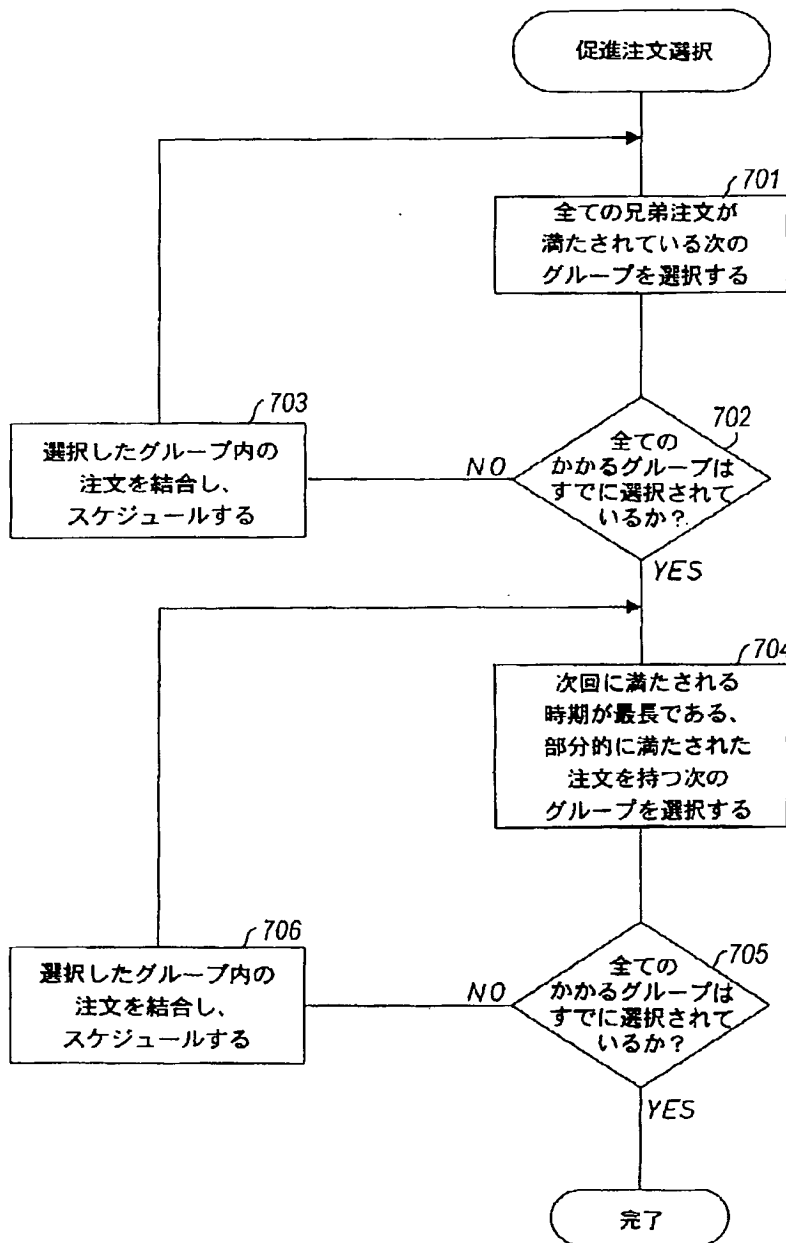 促進注文選択
701
全ての兄弟注文が
満たされている次の
グループを選択する
702
全ての
かかるグループは
すでに選択されて
いるか?
NO
YES
703
選択したグループ内の
注文を結合し、
スケジュールする
704
次回に満たされる
時期が最長である、
部分的に満たされた
注文を持つ次の
グループを選択する
705
全ての
かかるグループは
すでに選択されて
いるか?
NO
YES
706
選択したグループ内の
注文を結合し、
スケジュールする
完了